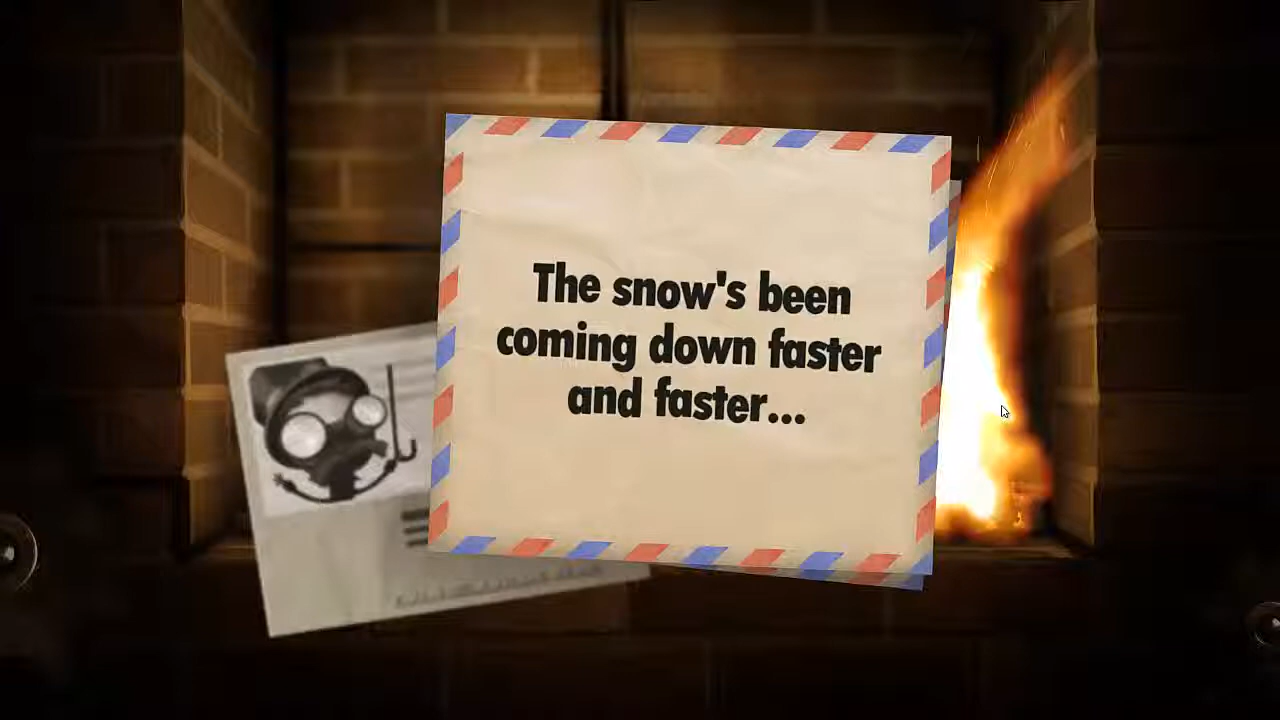 The snow's been
coming down faster
and faster...